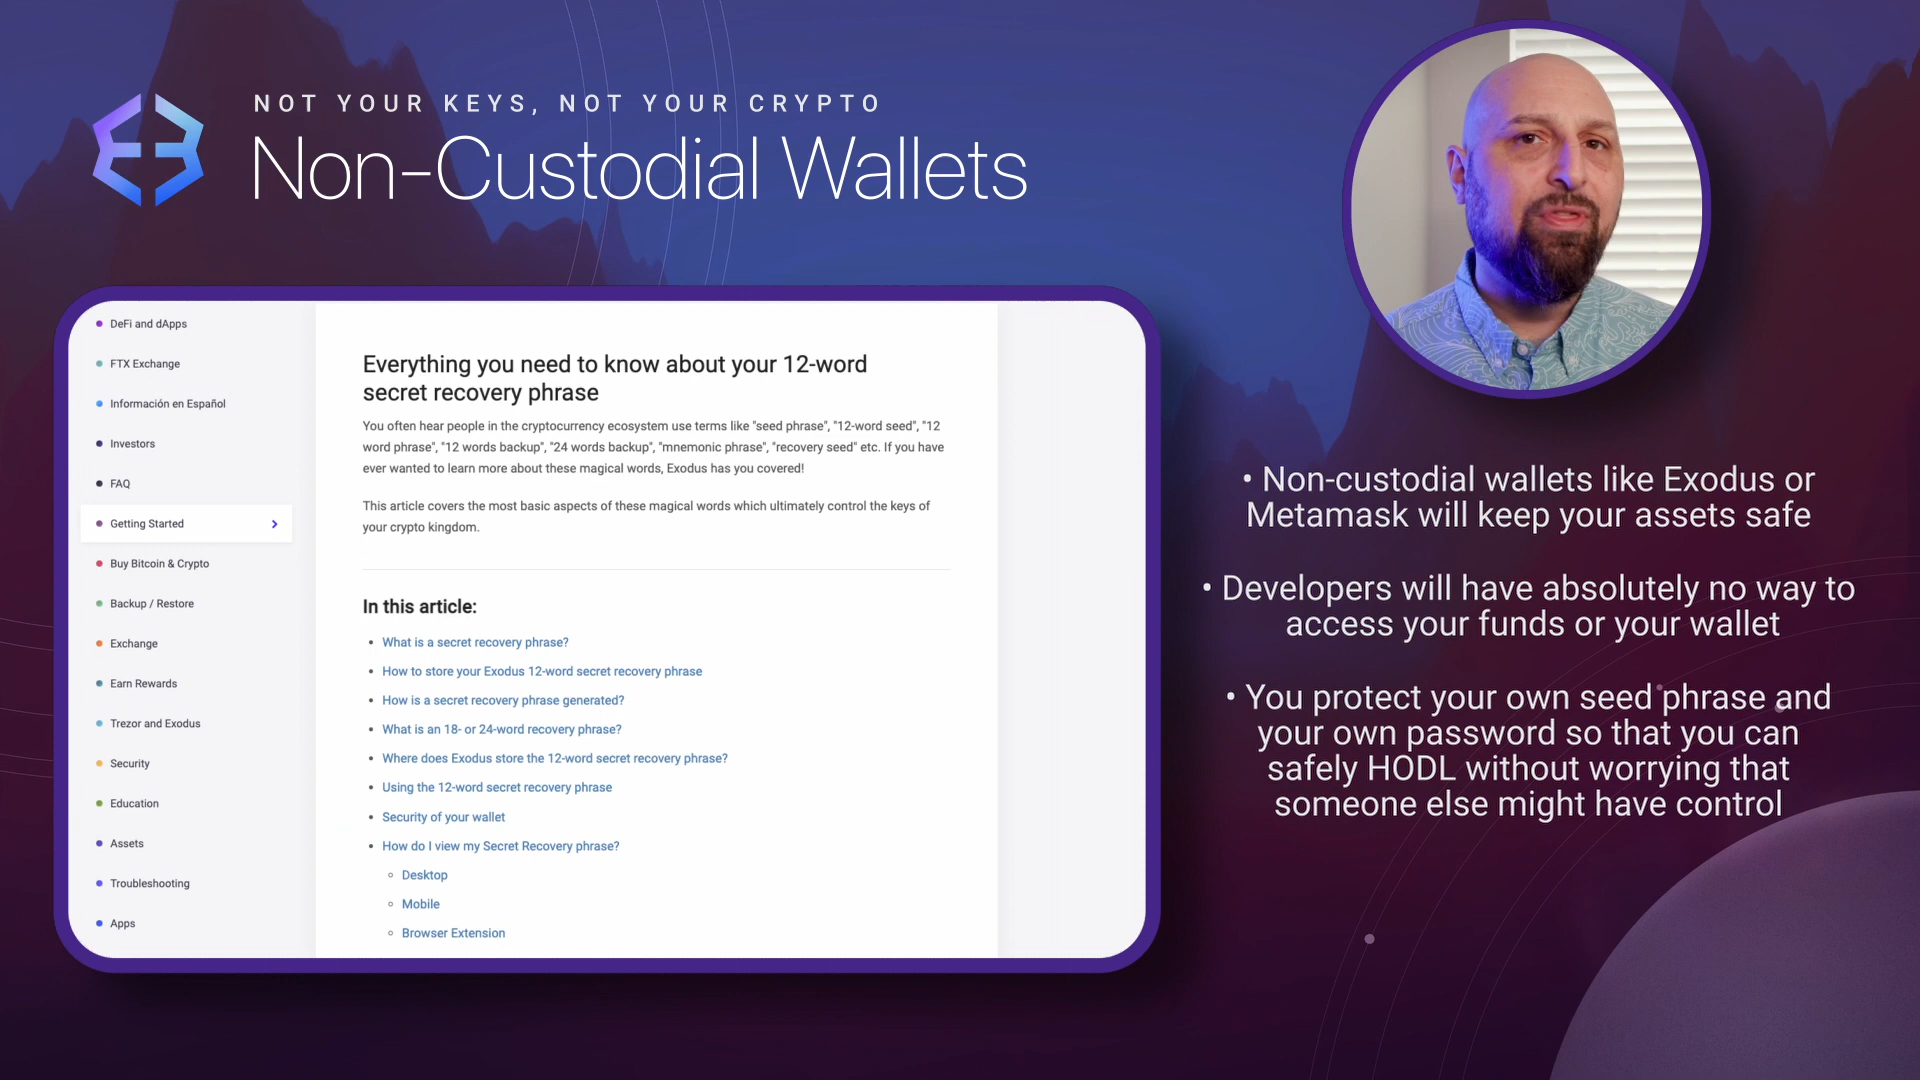 NOT YOUR KEYS, NOT YOUR CRYPTO
Non-Custodial Wallets
DeFi and dApps
FTX Exchange
Información en Español
Investors
FAQ
Getting Started
Buy Bitcoin & Crypto
Backup / Restore
Exchange
Earn Rewards
Trezor and Exodus
Security
Education
Assets
Troubleshooting
Apps
Everything you need to know about your 12-word
secret recovery phrase
You often hear people in the cryptocurrency ecosystem use terms like "seed phrase", "12-word seed", "12
word phrase", "12 words backup", "24 words backup", "mnemonic phrase", "recovery seed" etc. If you have
ever wanted to learn more about these magical words, Exodus has you covered!
This article covers the most basic aspects of these magical words which ultimately control the keys of
your crypto kingdom.
In this article:
• What is a secret recovery phrase?
• How to store your Exodus 12-word secret recovery phrase
• How is a secret recovery phrase generated?
• What is an 18- or 24-word recovery phrase?
• Where does Exodus store the 12-word secret recovery phrase?
• Using the 12-word secret recovery phrase
• Security of your wallet
• How do I view my Secret Recovery phrase?
◦ Desktop
◦ Mobile
◦ Browser Extension
• Non-custodial wallets like Exodus or
Metamask will keep your assets safe
• Developers will have absolutely no way to
access your funds or your wallet
• You protect your own seed phrase and
your own password so that you can
safely HODL without worrying that
someone else might have control